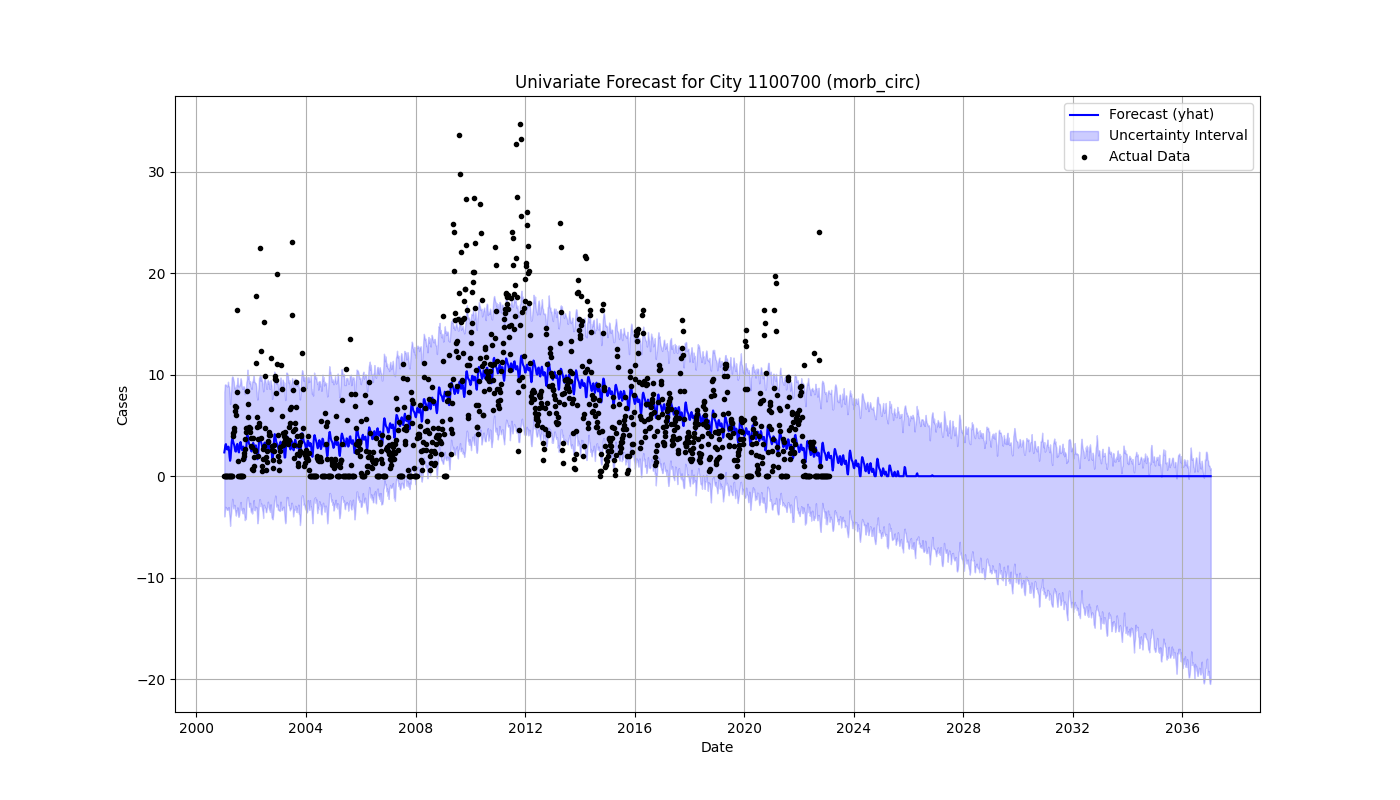 Univariate Forecast for City 1100700 (morb_circ)
Forecast (yhat)
Uncertainty Interval
Actual Data
Cases
30
20
10
0
−10
−20
2000 2004 2008 2012 2016 2020 2024 2028 2032 2036
Date